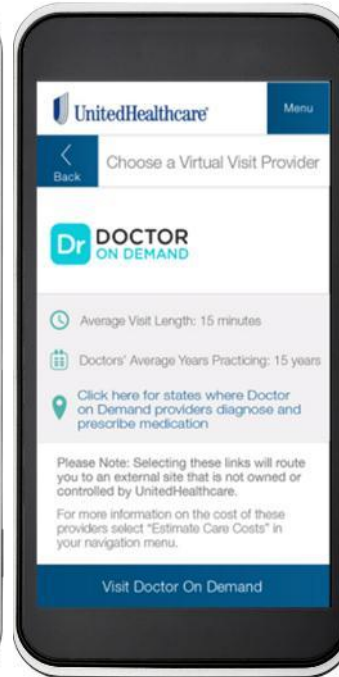 UnitedHealthcare®
Menu
Back
Choose a Virtual Visit Provider
Dr DOCTOR
ON DEMAND
Average Visit Length: 15 minutes
Doctors' Average Years Practicing: 15 years
Click here for states where Doctor
on Demand providers diagnose and
prescribe medication
Please Note: Selecting these links will route
you to an external site that is not owned or
controlled by UnitedHealthcare.
For more information on the cost of these
providers select "Estimate Care Costs" in
your navigation menu.
Visit Doctor On Demand